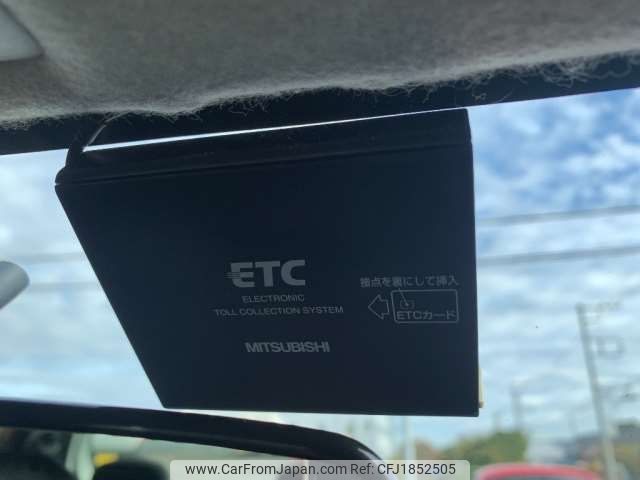 ETC
ELECTRONIC
TOLL COLLECTION SYSTEM
MITSUBISHI
接点を裏にして挿入
ETCカード
www.CarFromJapan.com - CFJ1852505